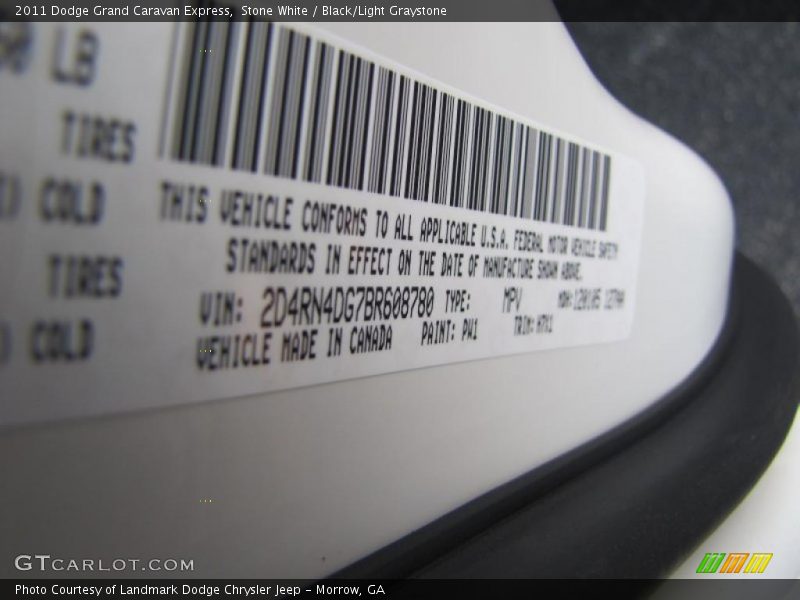 2011 Dodge Grand Caravan Express, Stone White / Black/Light Graystone
LB
TIRES
COLD
TIRES
COLD
THIS VEHICLE CONFORMS TO ALL APPLICABLE U.S.A. FEDERAL MOTOR VEHICLE SAFETY
STANDARDS IN EFFECT ON THE DATE OF MANUFACTURE SHOWN ABOVE.
VIN: 2D4RN4DG7BR608780 TYPE: MPV
VEHICLE MADE IN CANADA PAINT: PW1 TRIM:
GTCARLOT.COM
Photo Courtesy of Landmark Dodge Chrysler Jeep – Morrow, GA